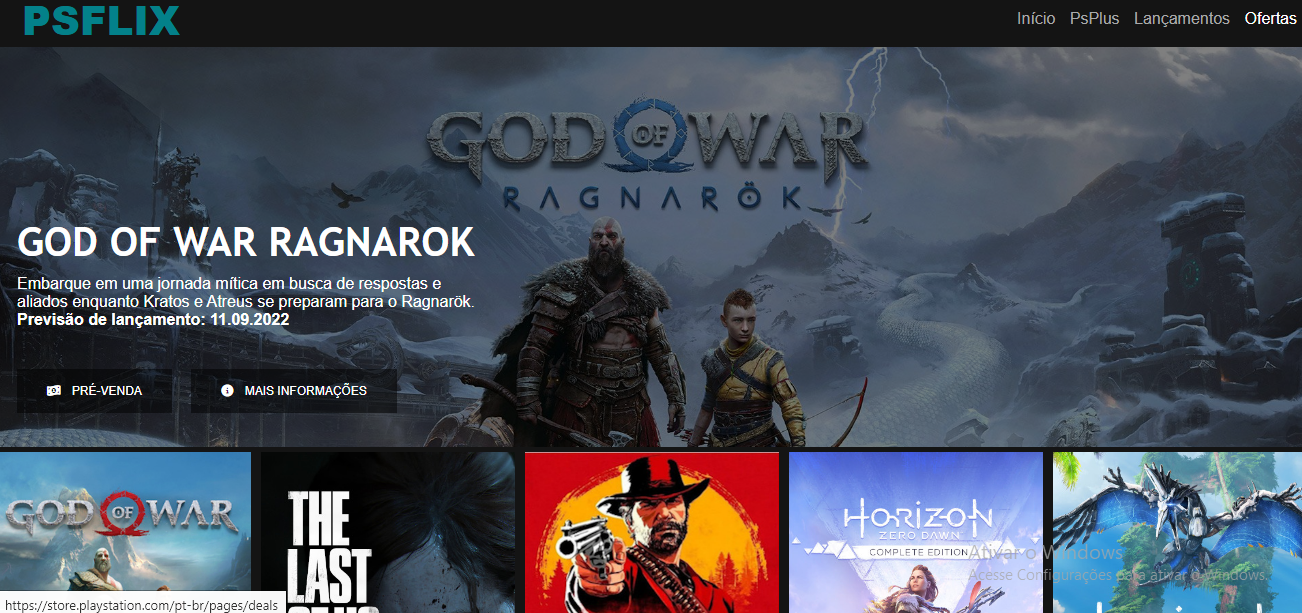 PSFLIX
Início PsPlus Lançamentos Ofertas
GOD OF WAR
RAGNARÖK
GOD OF WAR RAGNAROK
Embarque em uma jornada mítica em busca de respostas e
aliados enquanto Kratos e Atreus se preparam para o Ragnarök.
Previsão de lançamento: 11.09.2022
PRÉ-VENDA
MAIS INFORMAÇÕES
GOD OF WAR
THE
LAST
HORIZON
ZERO DAWN
COMPLETE EDITION
Ativar o Windows
Acesse Configurações para ativar o Windows.
https://store.playstation.com/pt-br/pages/deals